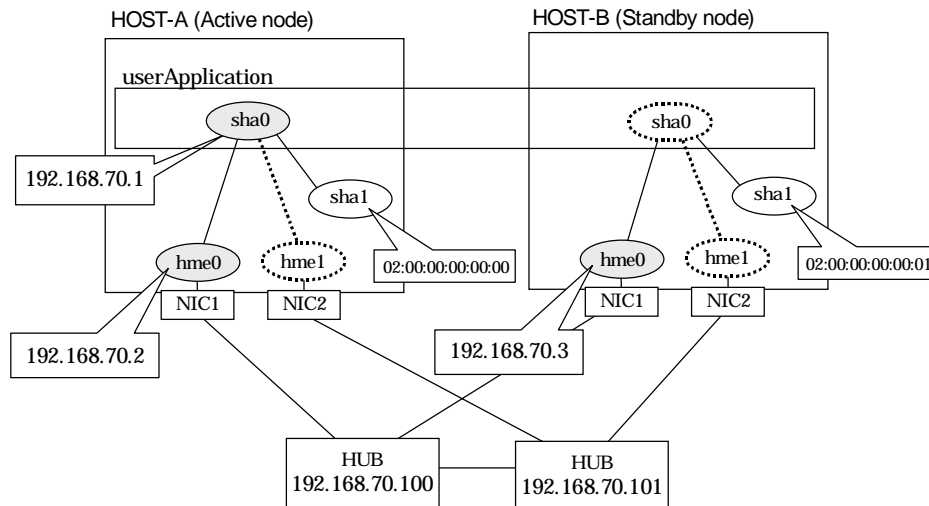 HOST-A (Active node)
HOST-B (Standby node)
userApplication
sha0
sha0
192.168.70.1
sha1
sha1
hme0
hme1
02:00:00:00:00:00
hme0
hme1
02:00:00:00:00:01
NIC1
NIC2
NIC1
NIC2
192.168.70.2
192.168.70.3
HUB
192.168.70.100
HUB
192.168.70.101